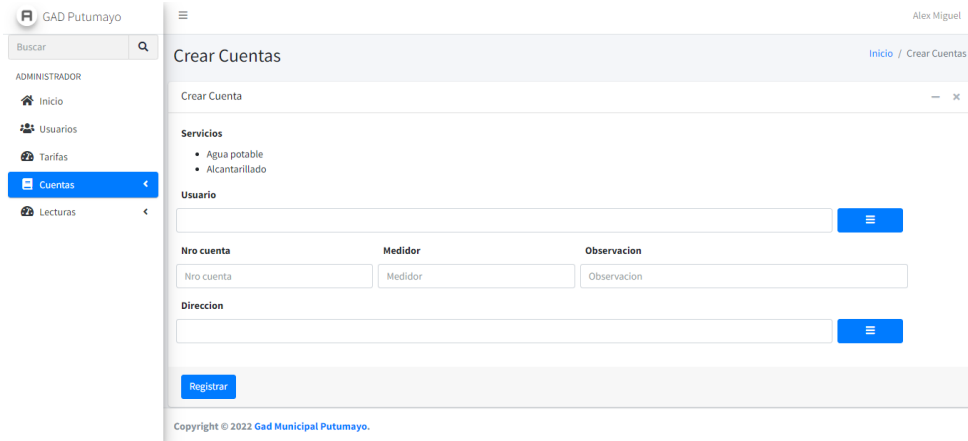 GAD Putumayo
Alex Miguel
Buscar
ADMINISTRADOR
Inicio
Usuarios
Tarifas
Cuentas
Lecturas
Crear Cuentas
Inicio / Crear Cuentas
Crear Cuenta
Servicios
Agua potable
Alcantarillado
Usuario
Nro cuenta Medidor Observacion
Nro cuenta Medidor Observacion
Direccion
Registrar
Copyright © 2022 Gad Municipal Putumayo.